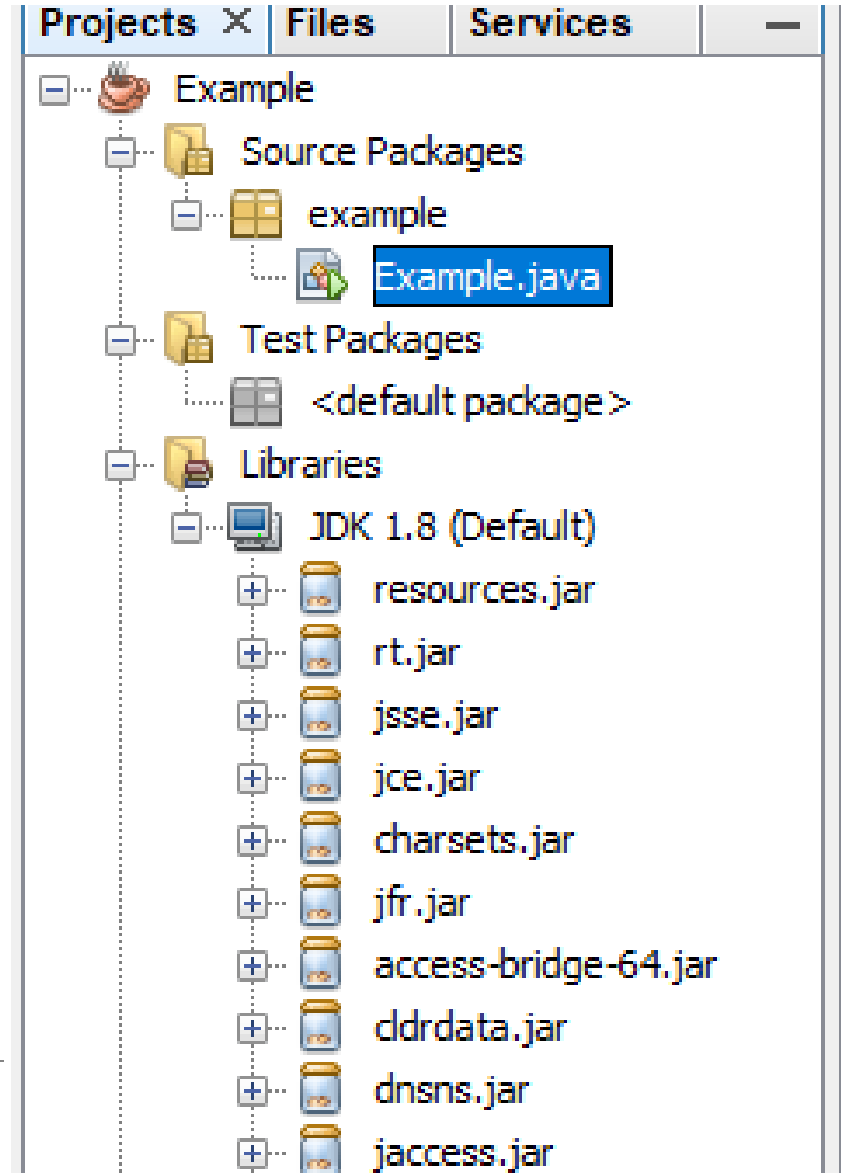 Projects Files Services
Example
Source Packages
example
Example.java
Test Packages
<default package>
Libraries
JDK 1.8 (Default)
resources.jar
rt.jar
jsse.jar
jce.jar
charsets.jar
jfr.jar
access-bridge-64.jar
cldrdata.jar
dnsns.jar
jaccess.jar